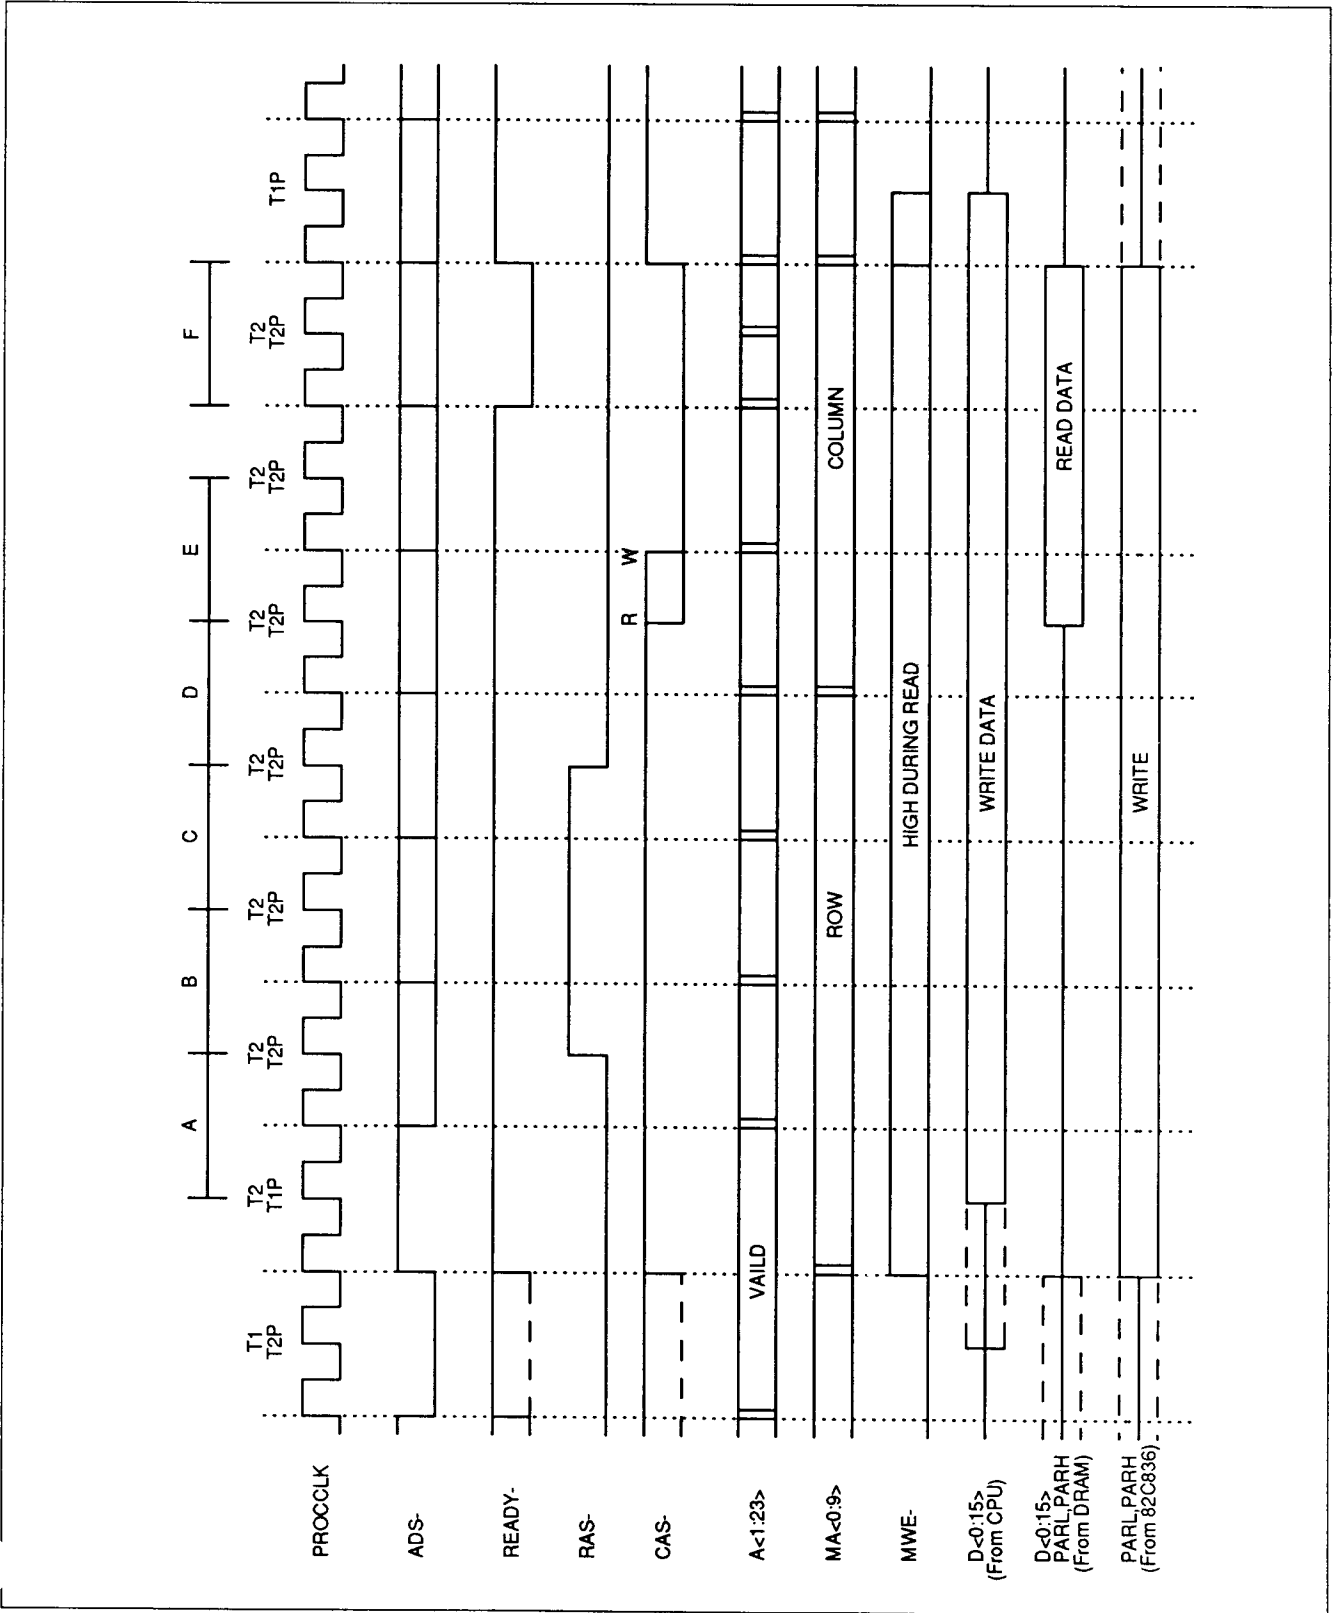 A
B
C
D
E
F
T1
T2P
T2
T1P
T2
T2P
T2
T2P
T2
T2P
T2
T2P
T2
T2P
T2
T2P
T1P
PROCCLK
ADS-
READY-
RAS-
CAS-
R
W
A<1:23>
VAILD
MA<0:9>
ROW
COLUMN
MWE-
HIGH DURING READ
D<0:15>
(From CPU)
WRITE DATA
D<0:15>
PARL,PARH
(From DRAM)
READ DATA
PARL,PARH
(From 82C836)
WRITE